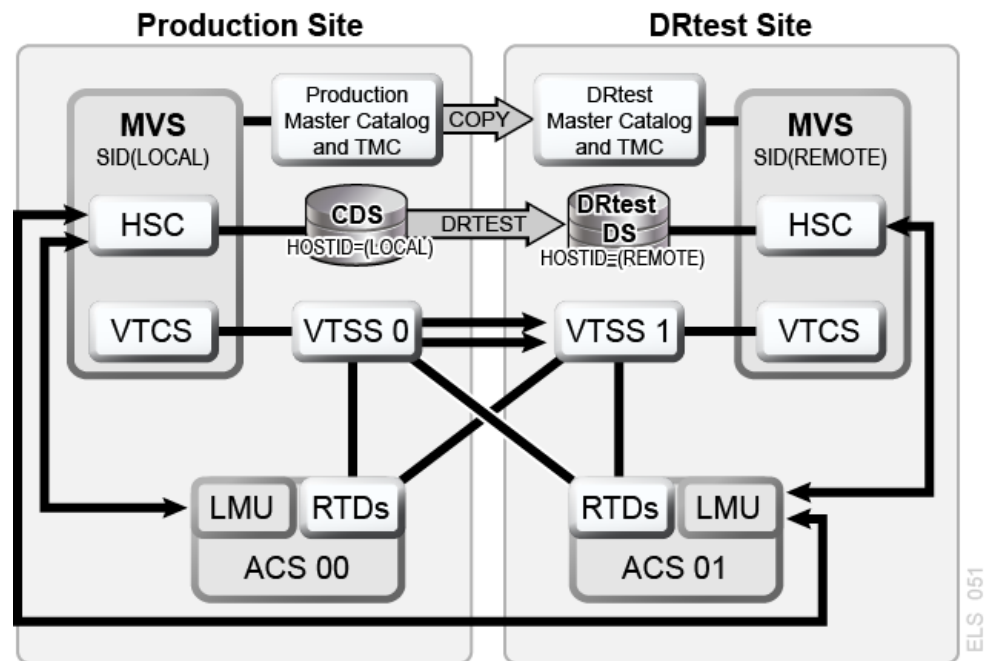 Production Site
DRtest Site
MVS
SID(LOCAL)
Production
Master Catalog
and TMC
COPY
DRtest
Master Catalog
and TMC
MVS
SID(REMOTE)
HSC
CDS
HOSTID=(LOCAL)
DRTEST
DRtest
DS
HOSTID=(REMOTE)
HSC
VTCS
VTSS 0
VTSS 1
VTCS
LMU
RTDs
ACS 00
RTDs
LMU
ACS 01
ELS 051